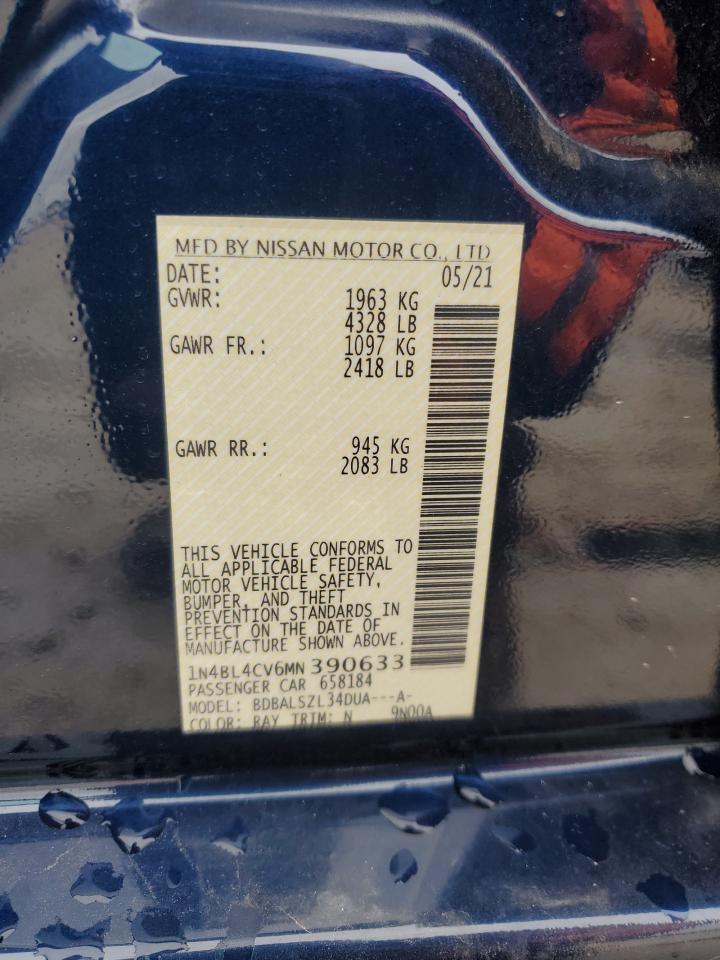 MFD BY NISSAN MOTOR CO., LTD
DATE: 05/21
GVWR: 1963 KG
4328 LB
GAWR FR.: 1097 KG
2418 LB
GAWR RR.: 945 KG
2083 LB
THIS VEHICLE CONFORMS TO
ALL APPLICABLE FEDERAL
MOTOR VEHICLE SAFETY,
BUMPER, AND THEFT
PREVENTION STANDARDS IN
EFFECT ON THE DATE OF
MANUFACTURE SHOWN ABOVE.
1N4BL4CV6MN390633
PASSENGER CAR 658184
MODEL: BDBALSZL34DUA---A-
COLOR: RAY TRIM: N 9N00A